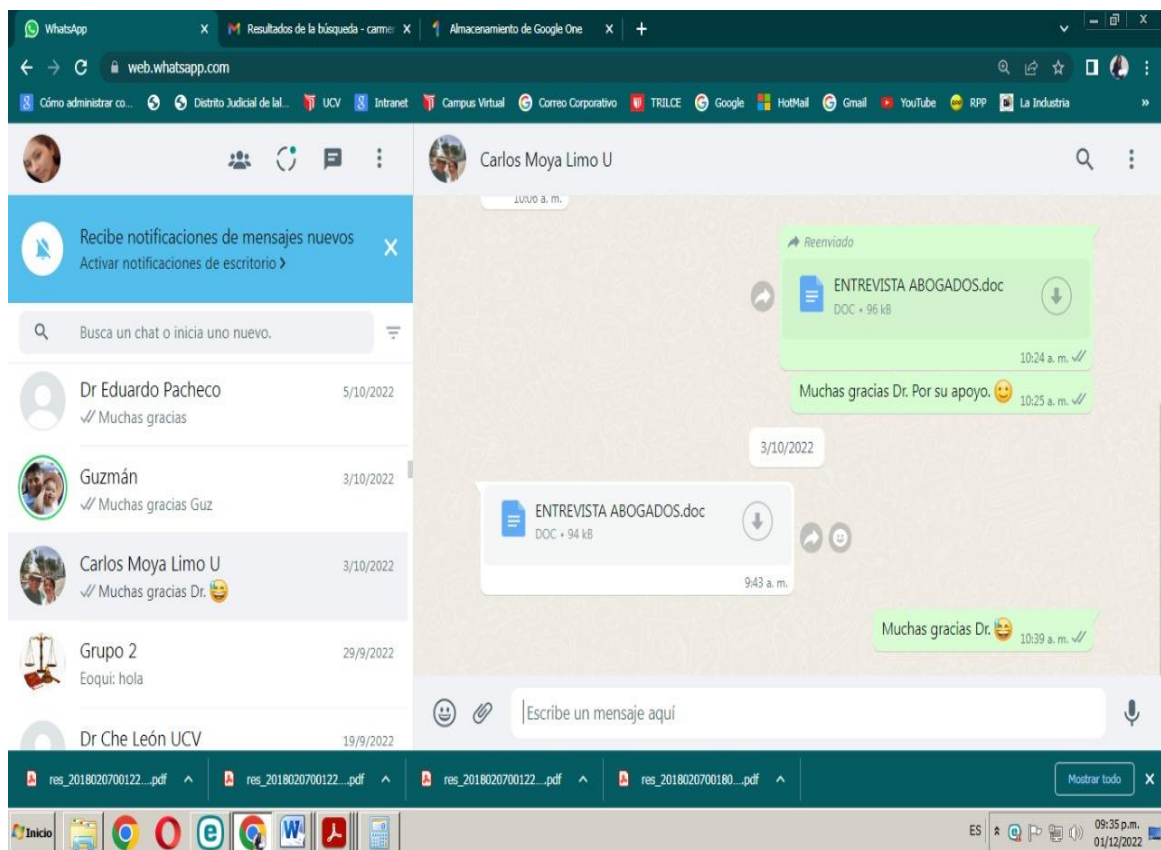 WhatsApp
Resultados de la búsqueda - carme
Almacenamiento de Google One
web.whatsapp.com
Cómo administrar co... Distrito Judicial de lal... UCV Intranet Campus Virtual Correo Corporativo TRILCE Google HotMail Gmail YouTube RPP La Industria »
Carlos Moya Limo U
10:06 a. m.
Recibe notificaciones de mensajes nuevos
Activar notificaciones de escritorio >
Busca un chat o inicia uno nuevo.
Dr Eduardo Pacheco 5/10/2022
Muchas gracias
Guzmán 3/10/2022
Muchas gracias Guz
Carlos Moya Limo U 3/10/2022
Muchas gracias Dr. 😅
Grupo 2 29/9/2022
Eoqui: hola
Dr Che León UCV 19/9/2022
Reenviado
ENTREVISTA ABOGADOS.doc
DOC • 96 kB
10:24 a. m.
Muchas gracias Dr. Por su apoyo. 🙂 10:25 a. m.
3/10/2022
ENTREVISTA ABOGADOS.doc
DOC • 94 kB
9:43 a. m.
Muchas gracias Dr. 😅 10:39 a. m.
Escribe un mensaje aquí
res_2018020700122....pdf res_2018020700122....pdf res_2018020700122....pdf res_2018020700180....pdf Mostrar todo
Inicio
ES
09:35 p.m.
01/12/2022